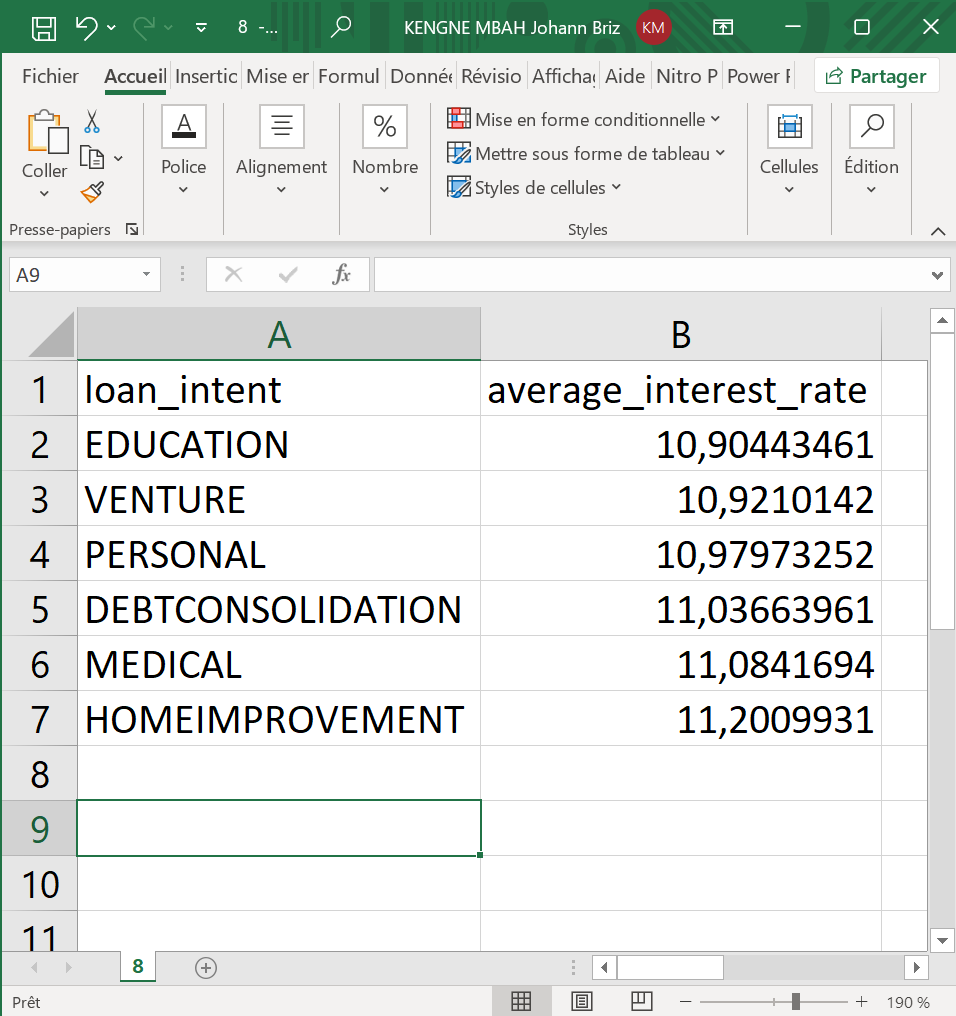 8 -... KENGNE MBAH Johann Briz KM
Fichier Accueil Insertic Mise er Formul Donné Révisio Affichaç Aide Nitro P Power F Partager
Coller
Police
Alignement
%
Nombre
Mise en forme conditionnelle
Mettre sous forme de tableau
Styles de cellules
Cellules
Édition
Presse-papiers Styles
A9 fx
A B
1 loan_intent average_interest_rate
2 EDUCATION 10,90443461
3 VENTURE 10,9210142
4 PERSONAL 10,97973252
5 DEBTCONSOLIDATION 11,03663961
6 MEDICAL 11,0841694
7 HOMEIMPROVEMENT 11,2009931
8
9
10
11
8
Prêt 190 %